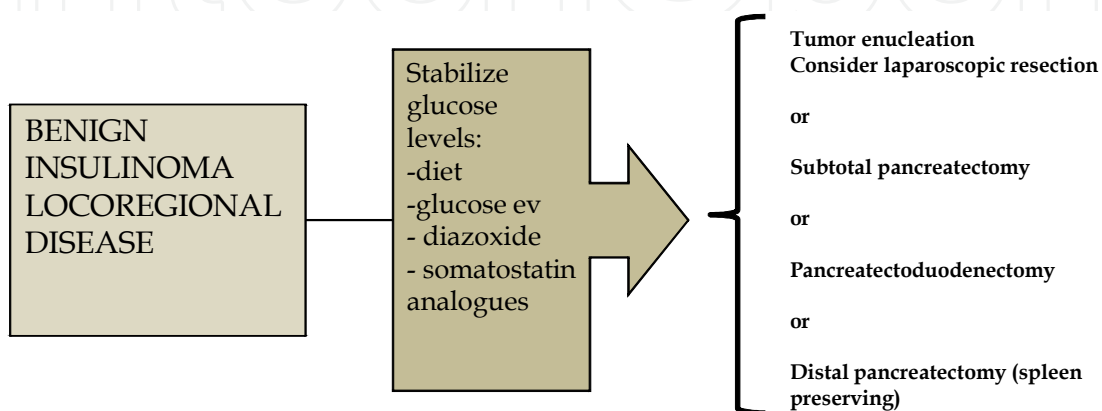 BENIGN
INSULINOMA
LOCOREGIONAL
DISEASE
Stabilize
glucose
levels:
-diet
-glucose ev
- diazoxide
- somatostatin
analogues
Tumor enucleation
Consider laparoscopic resection
or
Subtotal pancreatectomy
or
Pancreatectoduodenectomy
or
Distal pancreatectomy (spleen
preserving)